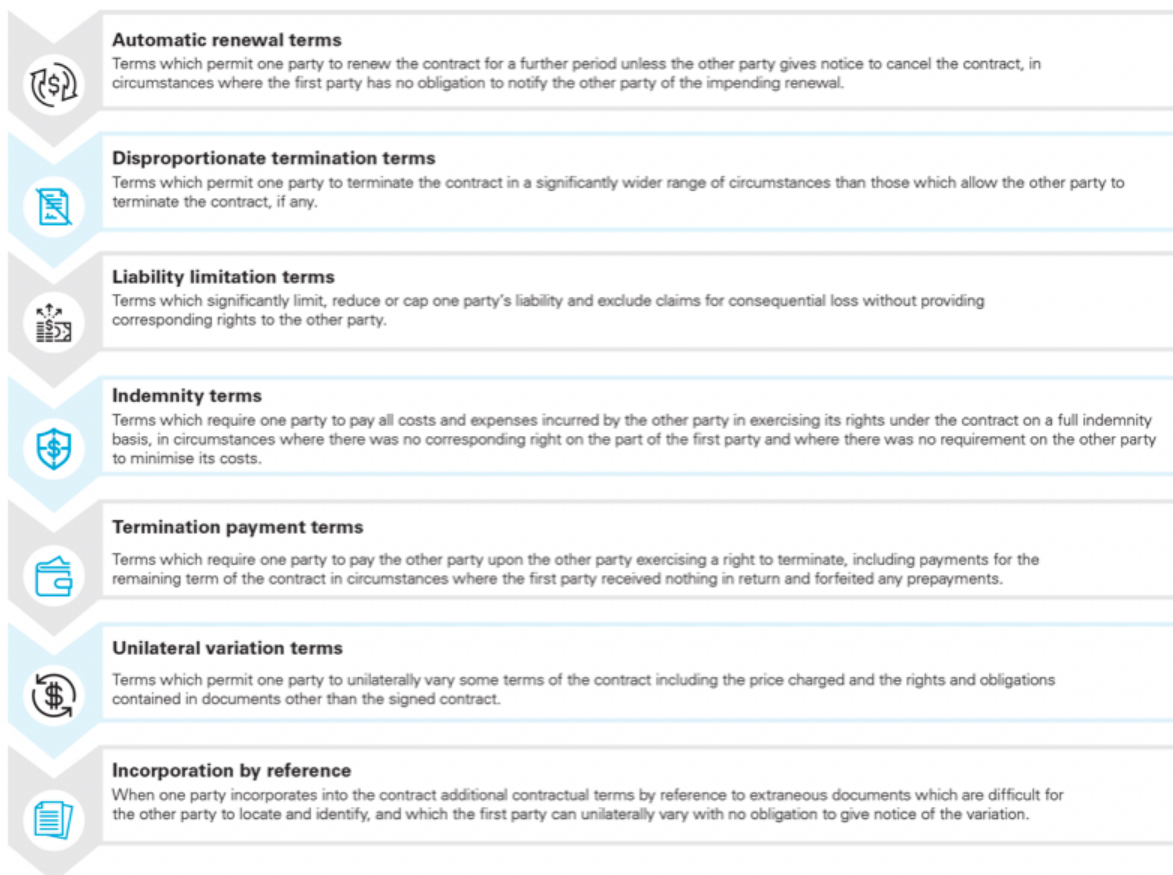 Automatic renewal terms
Terms which permit one party to renew the contract for a further period unless the other party gives notice to cancel the contract, in
circumstances where the first party has no obligation to notify the other party of the impending renewal.
Disproportionate termination terms
Terms which permit one party to terminate the contract in a significantly wider range of circumstances than those which allow the other party to
terminate the contract, if any.
Liability limitation terms
Terms which significantly limit, reduce or cap one party's liability and exclude claims for consequential loss without providing
corresponding rights to the other party.
Indemnity terms
Terms which require one party to pay all costs and expenses incurred by the other party in exercising its rights under the contract on a full indemnity
basis, in circumstances where there was no corresponding right on the part of the first party and where there was no requirement on the other party
to minimise its costs.
Termination payment terms
Terms which require one party to pay the other party upon the other party exercising a right to terminate, including payments for the
remaining term of the contract in circumstances where the first party received nothing in return and forfeited any prepayments.
Unilateral variation terms
Terms which permit one party to unilaterally vary some terms of the contract including the price charged and the rights and obligations
contained in documents other than the signed contract.
Incorporation by reference
When one party incorporates into the contract additional contractual terms by reference to extraneous documents which are difficult for
the other party to locate and identify, and which the first party can unilaterally vary with no obligation to give notice of the variation.